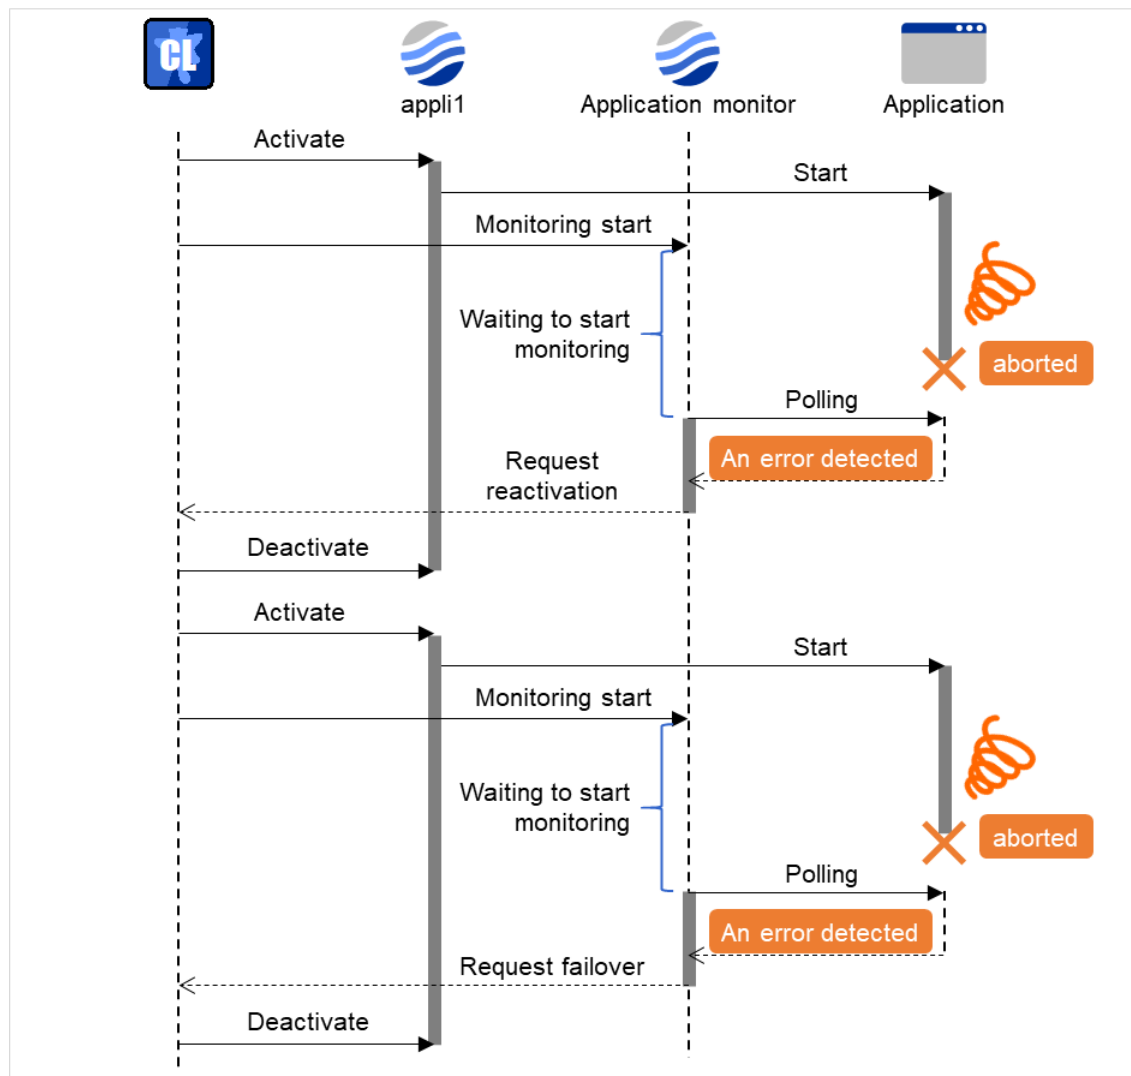 CL
appli1
Application monitor
Application
Activate
Start
Monitoring start
Waiting to start
monitoring
aborted
Polling
An error detected
Request
reactivation
Deactivate
Activate
Start
Monitoring start
Waiting to start
monitoring
aborted
Polling
An error detected
Request failover
Deactivate